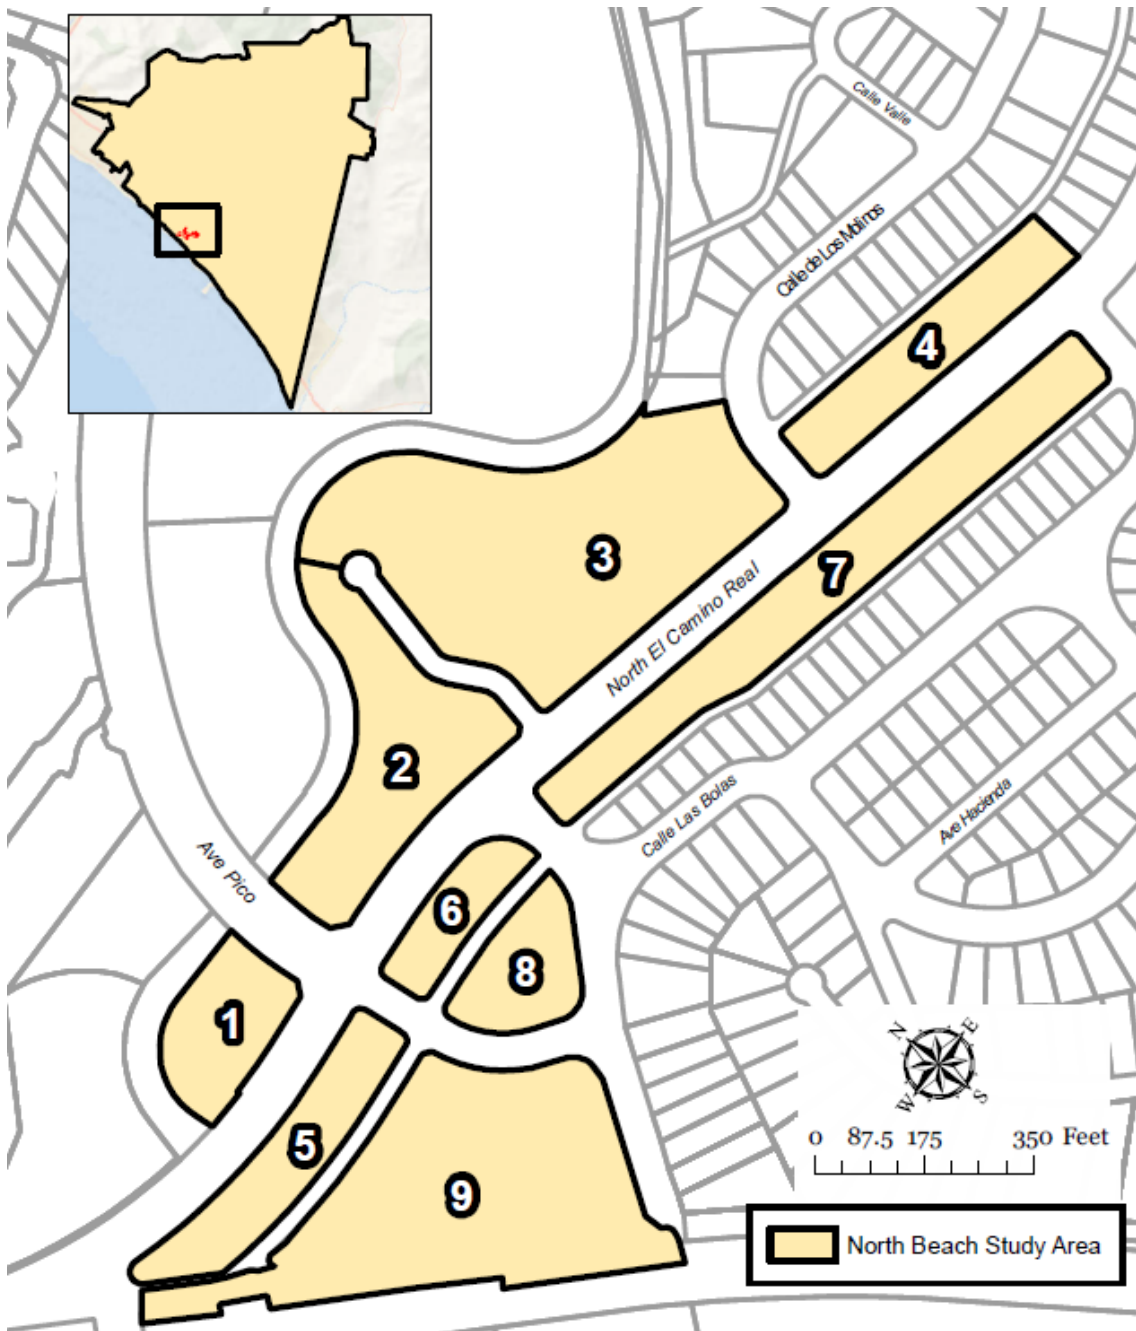 Calle Valle
Calle de Los Molinos
4
7
3
North El Camino Real
2
Calle Las Bolas
Ave Hacienda
Ave Pico
6
8
1
N
E
W
S
0 87.5 175 350 Feet
5
9
North Beach Study Area